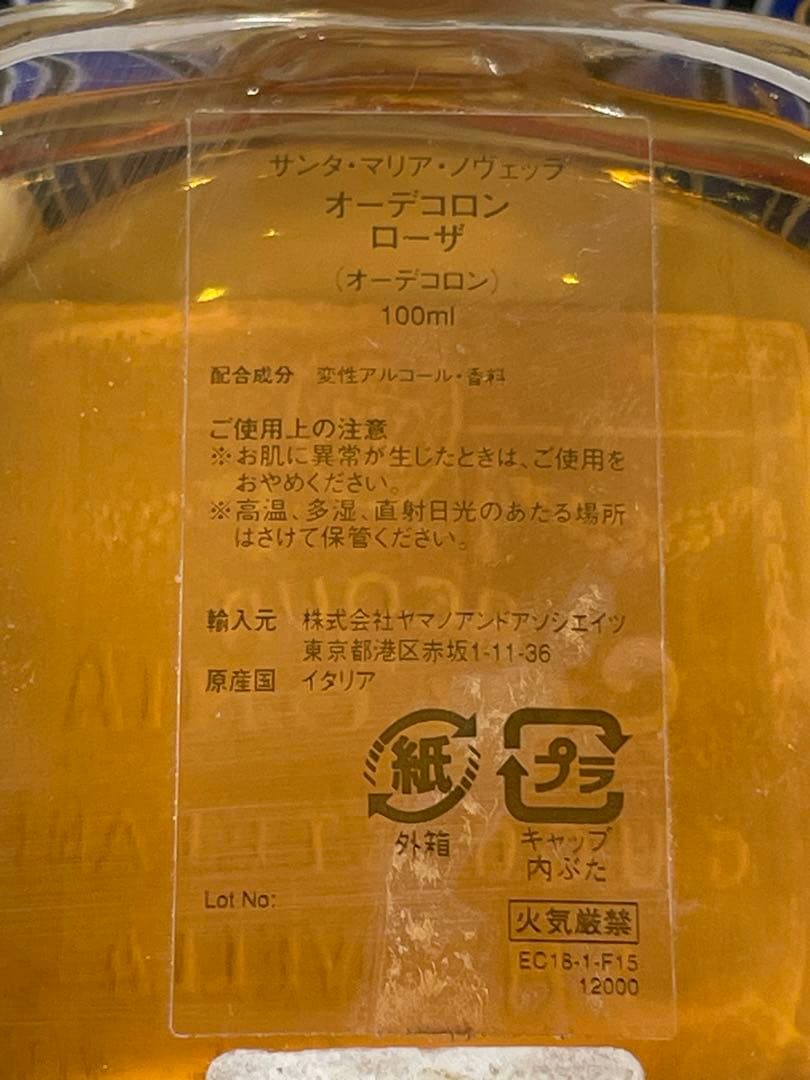 サンタ・マリア・ノヴェッラ
オーデコロン
ローザ
(オーデコロン)
100ml
配合成分 変性アルコール・香料
ご使用上の注意
※お肌に異常が生じたときは、ご使用を
おやめください。
※高温、多湿、直射日光のあたる場所
はさけて保管ください。
輸入元 株式会社ヤマノアンドアソシエイツ
東京都港区赤坂1-11-36
原産国 イタリア
紙
プラ
外箱
キャップ
内ぶた
Lot No:
火気厳禁
EC18-1-F15
12000